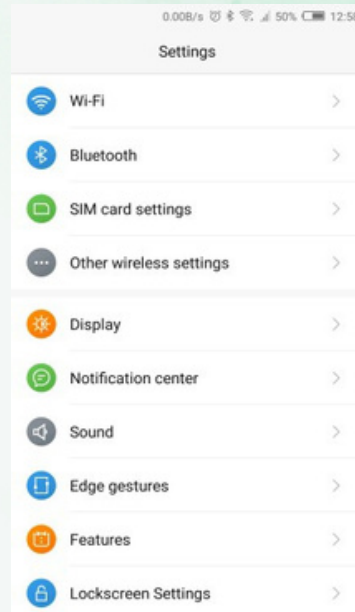 0.00B/s 50% 12:58
Settings
Wi-Fi
Bluetooth
SIM card settings
Other wireless settings
Display
Notification center
Sound
Edge gestures
Features
Lockscreen Settings